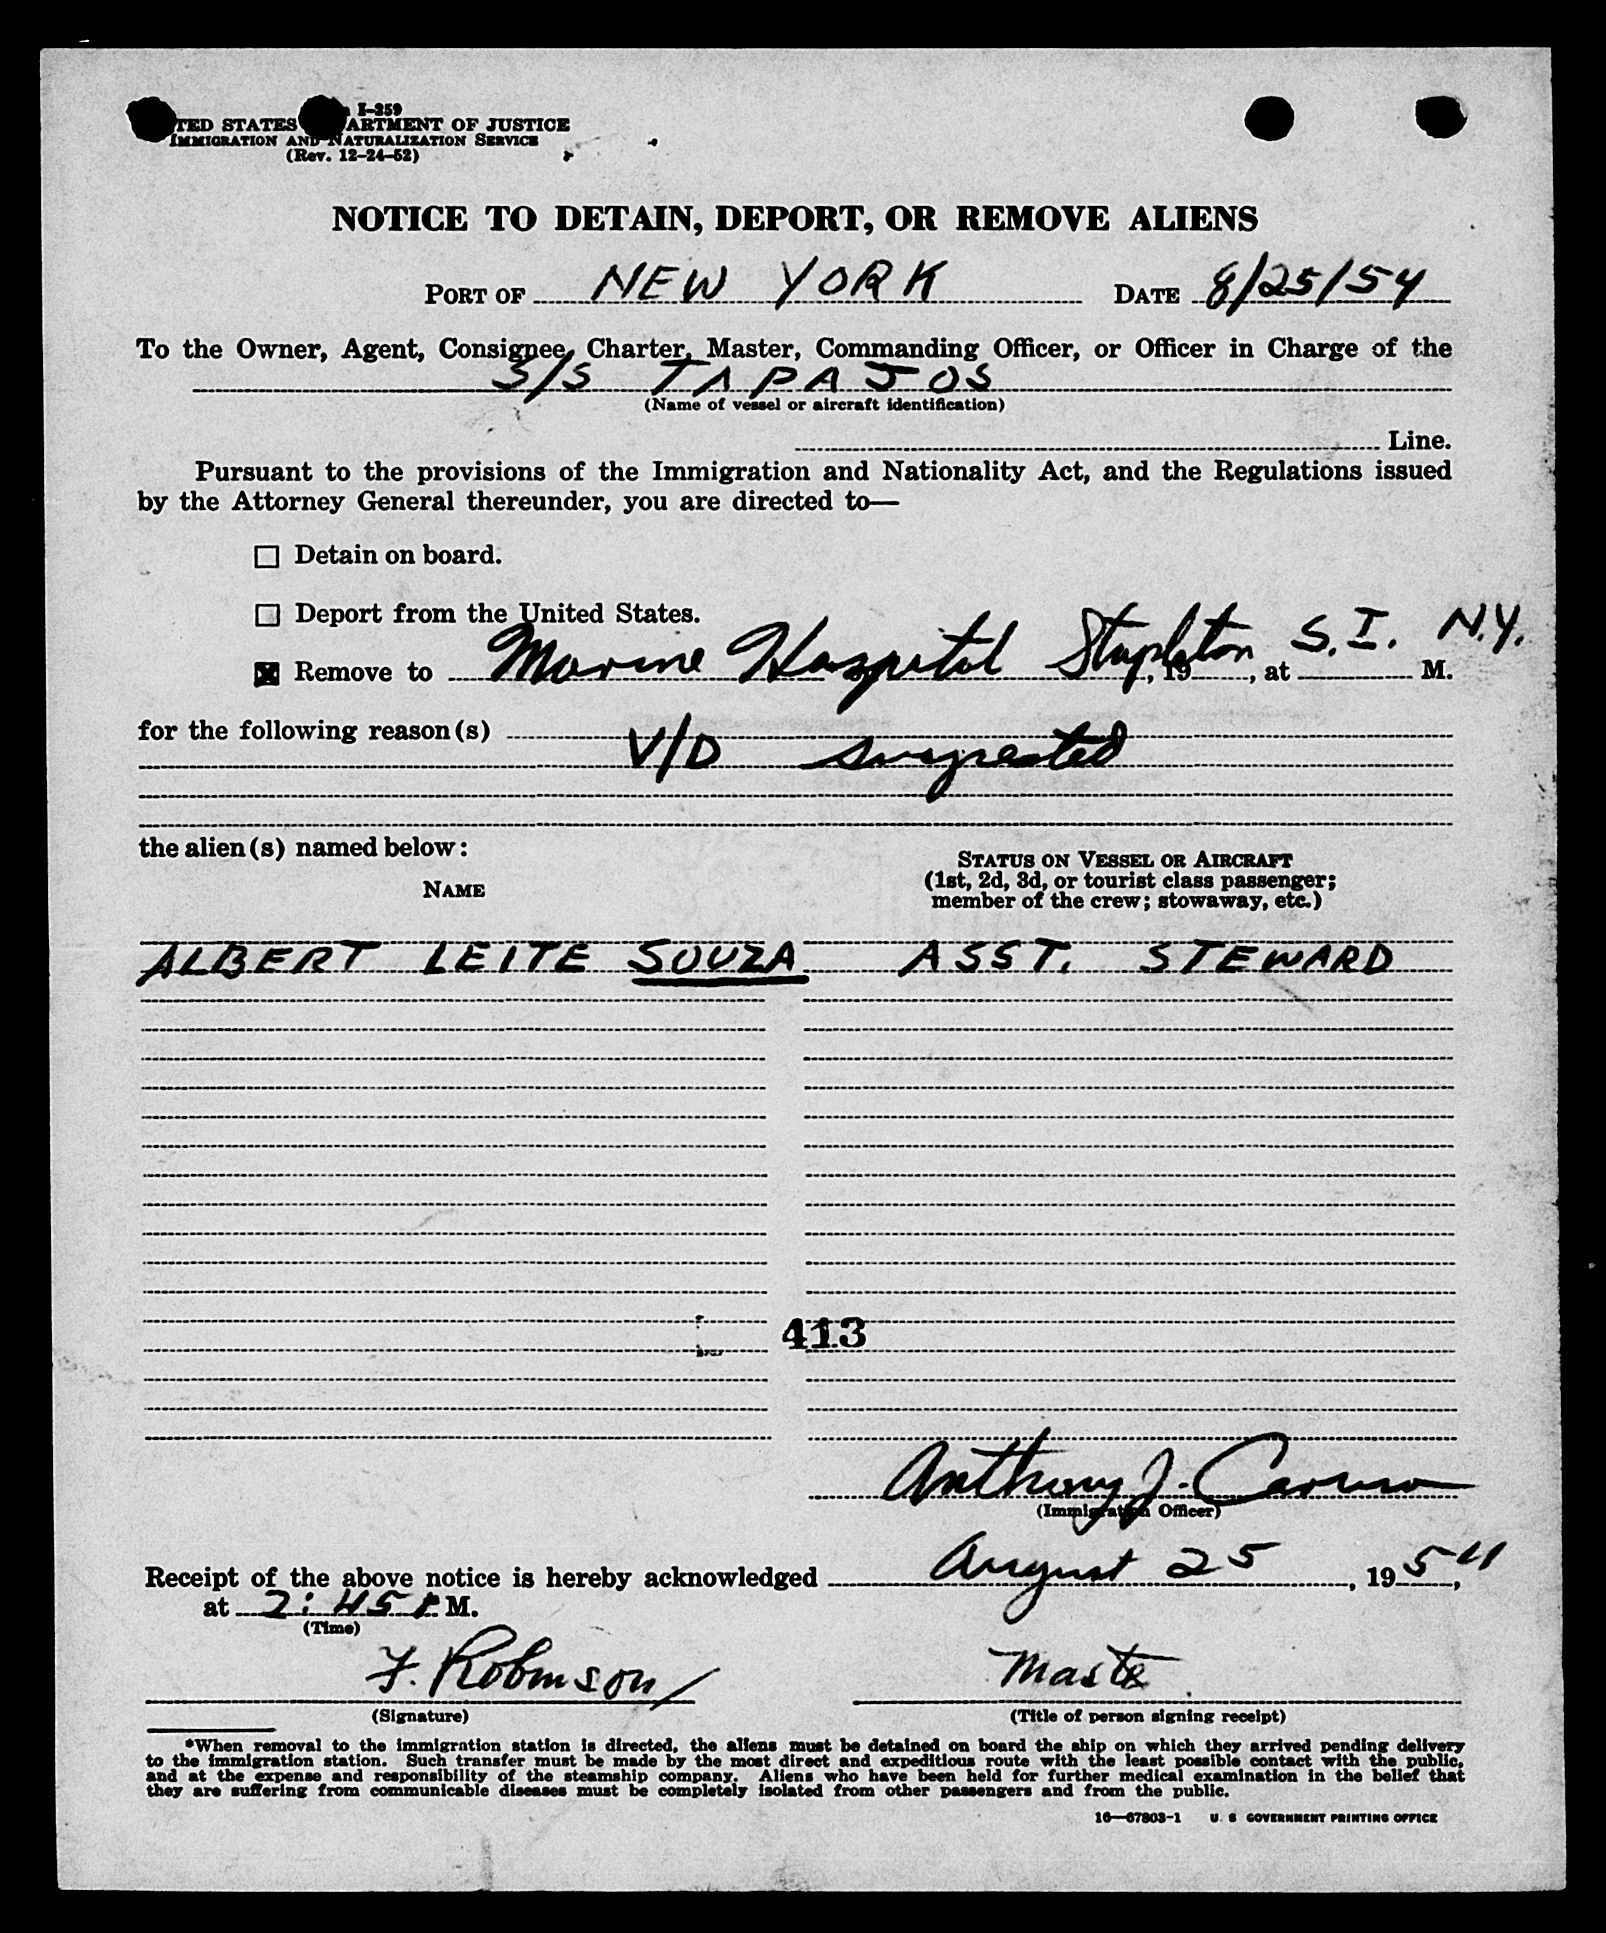 I-259
TED STATES ARTMENT OF JUSTICE
IMMIGRATION AND NATURALIZATION SERVICE
(Rev. 12-24-52)
NOTICE TO DETAIN, DEPORT, OR REMOVE ALIENS
PORT OF NEW YORK DATE 8/25/54
To the Owner, Agent, Consignee, Charter, Master, Commanding Officer, or Officer in Charge of the
S/S TAPAJOS
(Name of vessel or aircraft identification)
Line.
Pursuant to the provisions of the Immigration and Nationality Act, and the Regulations issued
by the Attorney General thereunder, you are directed to—
☐ Detain on board.
☐ Deport from the United States.
☒ Remove to Marine Hospital Stapleton S.I. N.Y., 19, at M.
for the following reason(s)
V/D suspected
the alien(s) named below:
NAME
STATUS ON VESSEL OR AIRCRAFT
(1st, 2d, 3d, or tourist class passenger;
member of the crew; stowaway, etc.)
ALBERT LEITE SOUZA ASST. STEWARD
413
Anthony J. Caruso
(Immigration Officer)
Receipt of the above notice is hereby acknowledged August 25, 1954,
at 2:45 P M.
(Time)
F. Robinson Master
(Signature) (Title of person signing receipt)
*When removal to the immigration station is directed, the aliens must be detained on board the ship on which they arrived pending delivery
to the immigration station. Such transfer must be made by the most direct and expeditious route with the least possible contact with the public,
and at the expense and responsibility of the steamship company. Aliens who have been held for further medical examination in the belief that
they are suffering from communicable diseases must be completely isolated from other passengers and from the public.
16—67803-1 U. S. GOVERNMENT PRINTING OFFICE